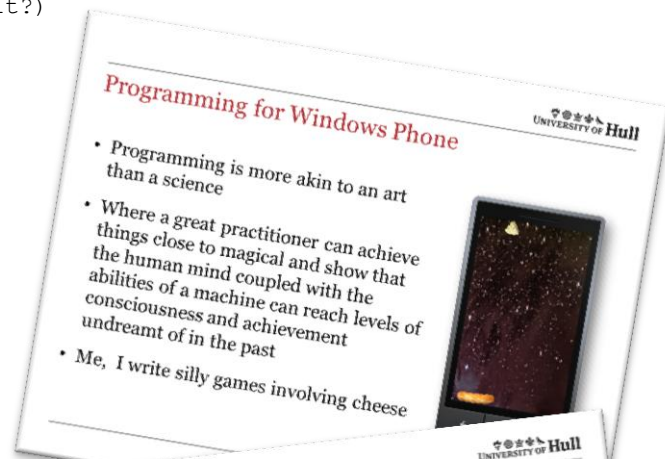 it?)
Programming for Windows Phone
UNIVERSITY OF Hull
• Programming is more akin to an art
than a science
• Where a great practitioner can achieve
things close to magical and show that
the human mind coupled with the
abilities of a machine can reach levels of
consciousness and achievement
undreamt of in the past
• Me, I write silly games involving cheese
UNIVERSITY OF Hull